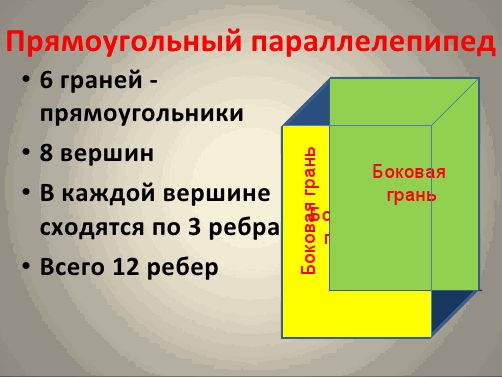 Прямоугольный параллелепипед
• 6 граней -
прямоугольники
• 8 вершин
• В каждой вершине
сходятся по 3 ребра
• Всего 12 ребер
Боковая грань
Боковая
грань